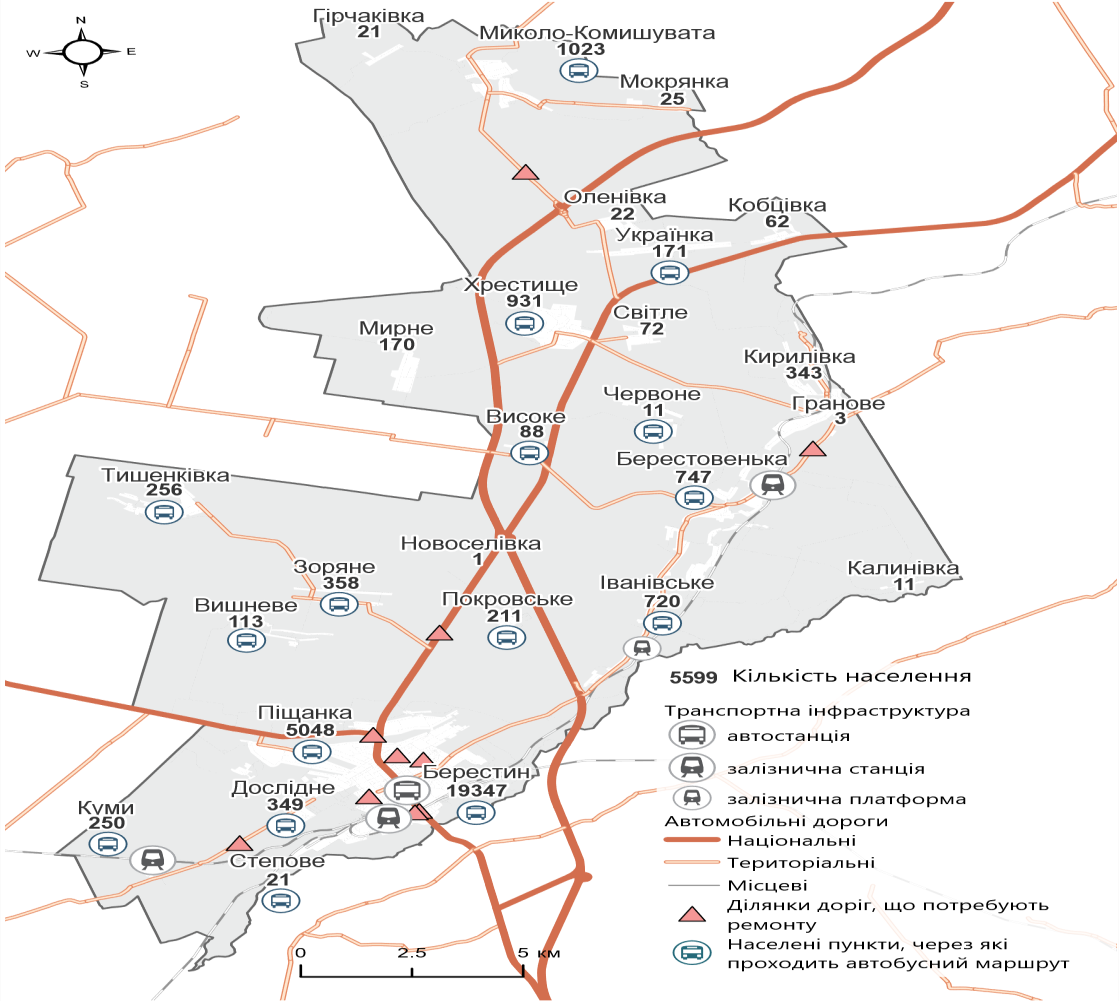 Гірчаківка
21
N
W
E
S
Миколо-Комишувата
1023
Мокрянка
25
Оленівка
22
Кобцівка
62
Українка
171
Хрестище
931
Світле
72
Мирне
170
Кирилівка
343
Червоне
11
Гранове
3
Високе
88
Берестовенька
747
Тишенківка
256
Новоселівка
1
Зоряне
358
Іванівське
720
Калинівка
11
Вишневе
113
Покровське
211
Піщанка
5048
Берестин
19347
Дослідне
349
Куми
250
Степове
21
5599 Кількість населення
Транспортна інфраструктура
автостанція
залізнична станція
залізнична платформа
Автомобільні дороги
Національні
Територіальні
Місцеві
Ділянки доріг, що потребують
ремонту
Населені пункти, через які
проходить автобусний маршрут
0 2.5 5 км